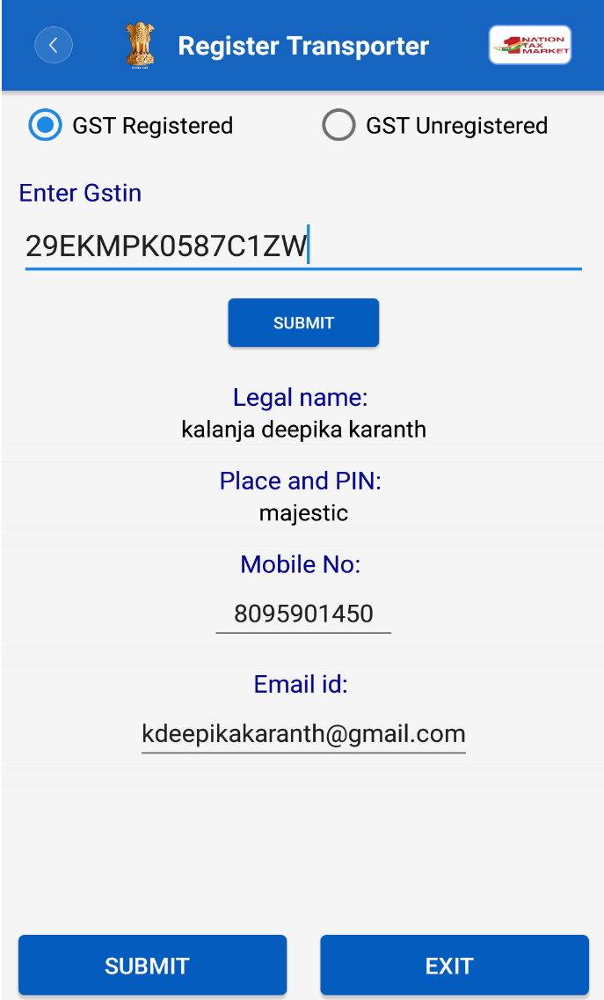 Register Transporter
NATION
TAX
MARKET
GST Registered
GST Unregistered
Enter Gstin
29EKMPK0587C1ZW
SUBMIT
Legal name:
kalanja deepika karanth
Place and PIN:
majestic
Mobile No:
8095901450
Email id:
kdeepikakaranth@gmail.com
SUBMIT
EXIT